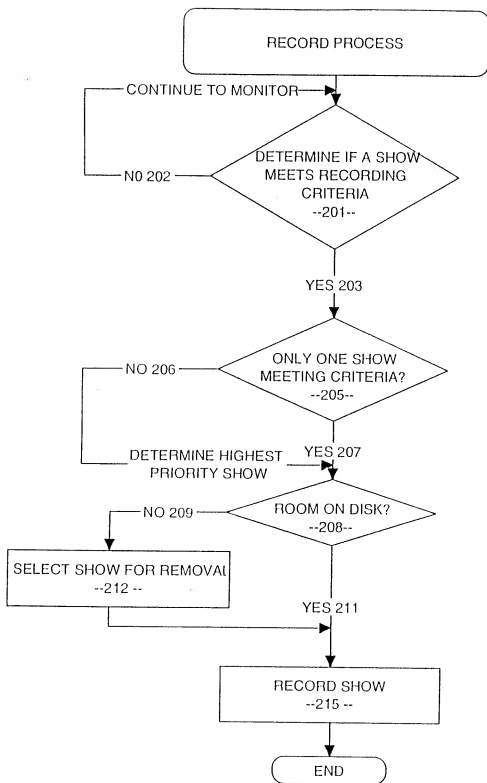 RECORD PROCESS
CONTINUE TO MONITOR
DETERMINE IF A SHOW
MEETS RECORDING
CRITERIA
--201--
N0 202
YES 203
ONLY ONE SHOW
MEETING CRITERIA?
--205--
NO 206
YES 207
DETERMINE HIGHEST
PRIORITY SHOW
ROOM ON DISK?
--208--
NO 209
SELECT SHOW FOR REMOVAL
--212 --
YES 211
RECORD SHOW
--215 --
END